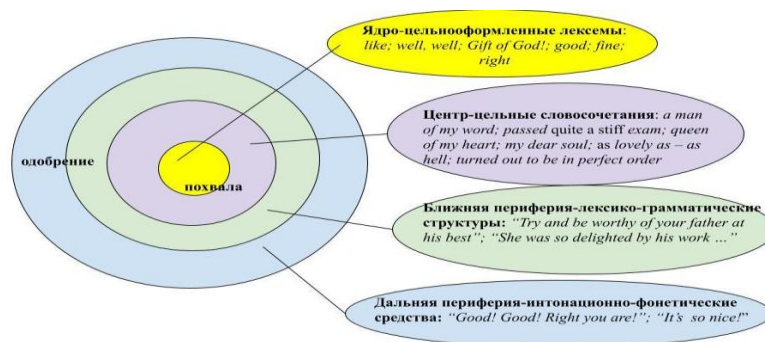 Ядро-цельнооформленные лексемы:
like; well, well; Gift of God!; good; fine;
right
Центр-цельные словосочетания: a man
of my word; passed quite a stiff exam; queen
of my heart; my dear soul; as lovely as – as
hell; turned out to be in perfect order
одобрение
похвала
Ближняя периферия-лексико-грамматические
структуры: “Try and be worthy of your father at
his best”; “She was so delighted by his work …”
Дальняя периферия-интонационно-фонетические
средства: “Good! Good! Right you are!”; “It’s so nice!”